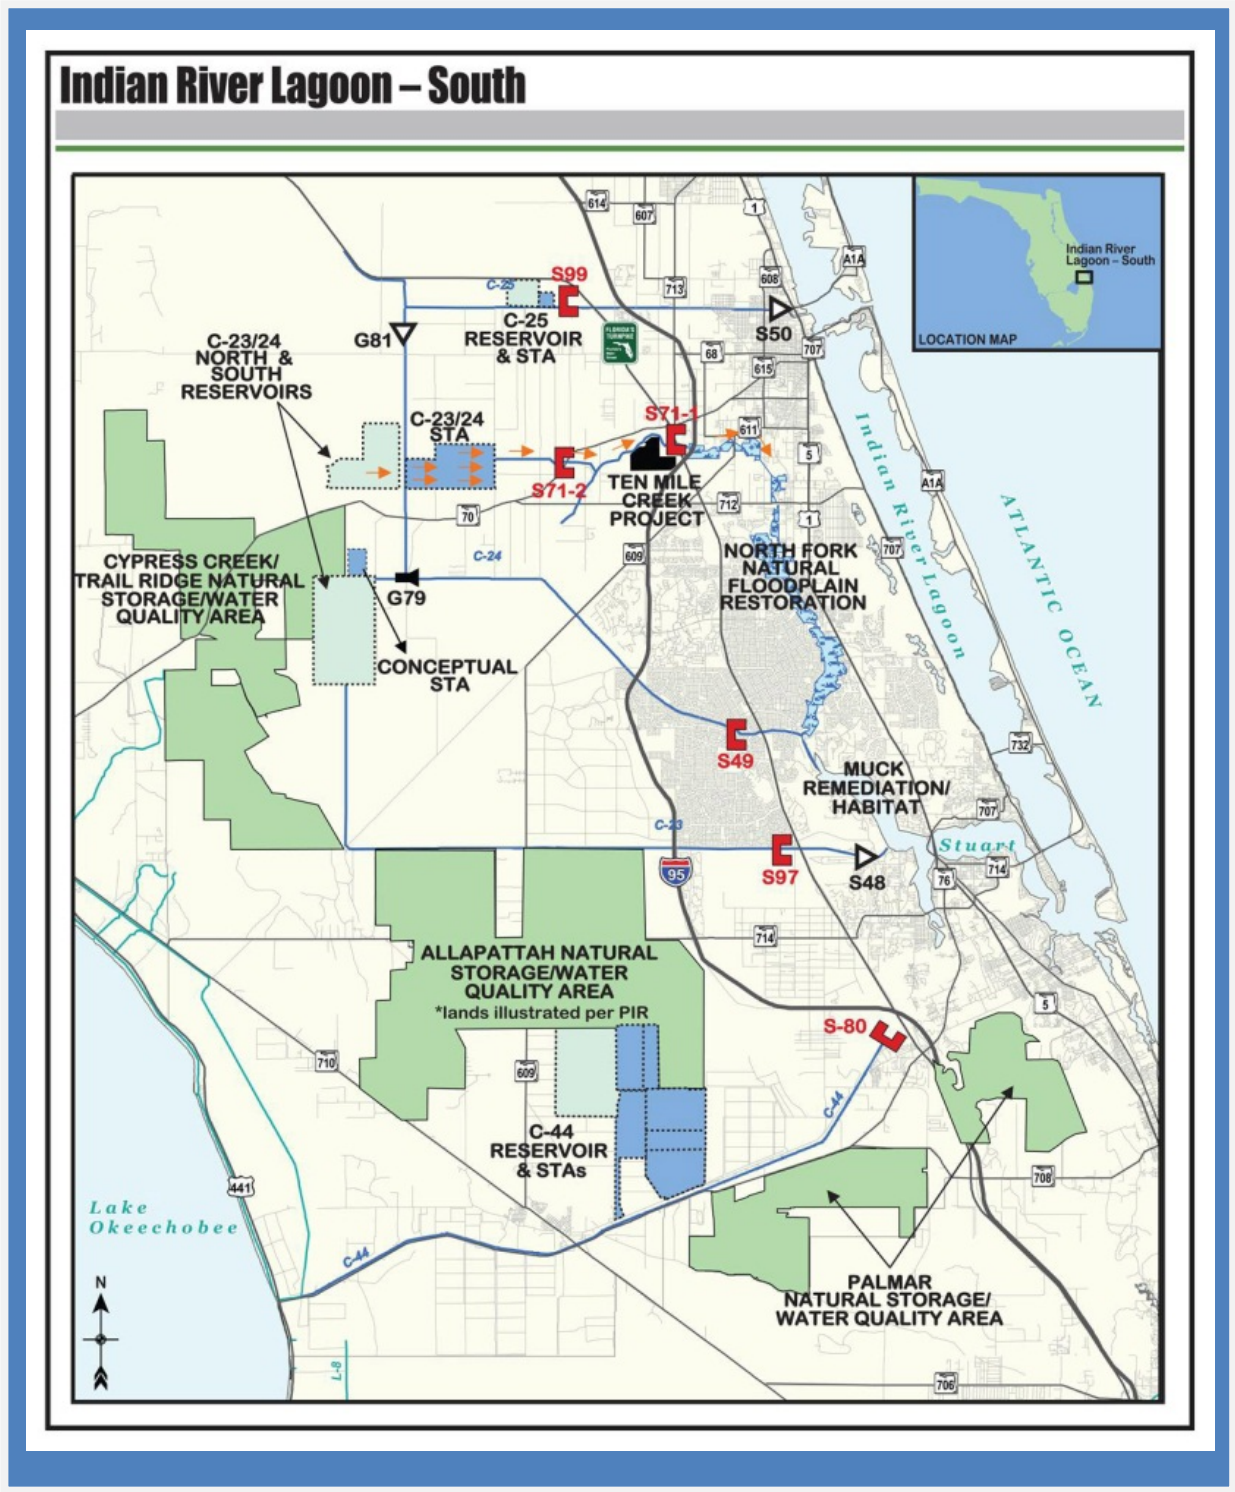 Indian River Lagoon – South
614
607
1
A1A
Indian River
Lagoon – South
LOCATION MAP
S99
C-25
713
608
S50
C-25
RESERVOIR
& STA
FLORIDA'S
TURNPIKE
G81
C-23/24
NORTH &
SOUTH
RESERVOIRS
68
707
615
C-23/24
STA
S71-1
611
5
S71-2
TEN MILE
CREEK
PROJECT
70
712
1
A1A
Indian River Lagoon
ATLANTIC OCEAN
C-24
609
707
CYPRESS CREEK/
TRAIL RIDGE NATURAL
STORAGE/WATER
QUALITY AREA
G79
NORTH FORK
NATURAL
FLOODPLAIN
RESTORATION
CONCEPTUAL
STA
S49
732
MUCK
REMEDIATION/
HABITAT
707
C-23
Stuart
95
S97
S48
714
76
714
ALLAPATTAH NATURAL
STORAGE/WATER
QUALITY AREA
*lands illustrated per PIR
5
S-80
710
609
C-44
C-44
RESERVOIR
& STAs
708
441
Lake
Okeechobee
C-44
PALMAR
NATURAL STORAGE/
WATER QUALITY AREA
N
L-8
706